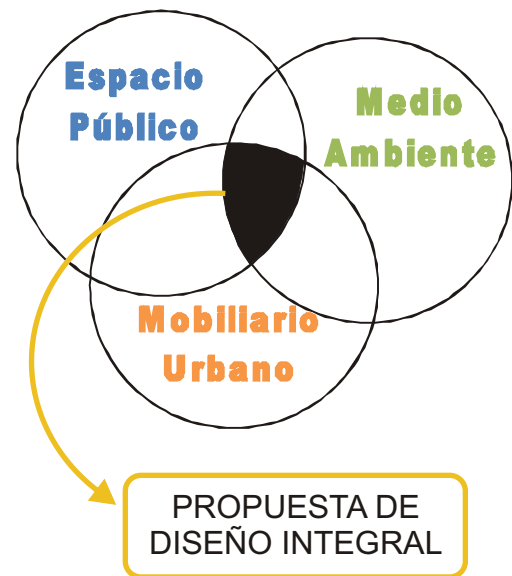 Espacio
Público
Medio
Ambiente
Mobiliario
Urbano
PROPUESTA DE
DISEÑO INTEGRAL